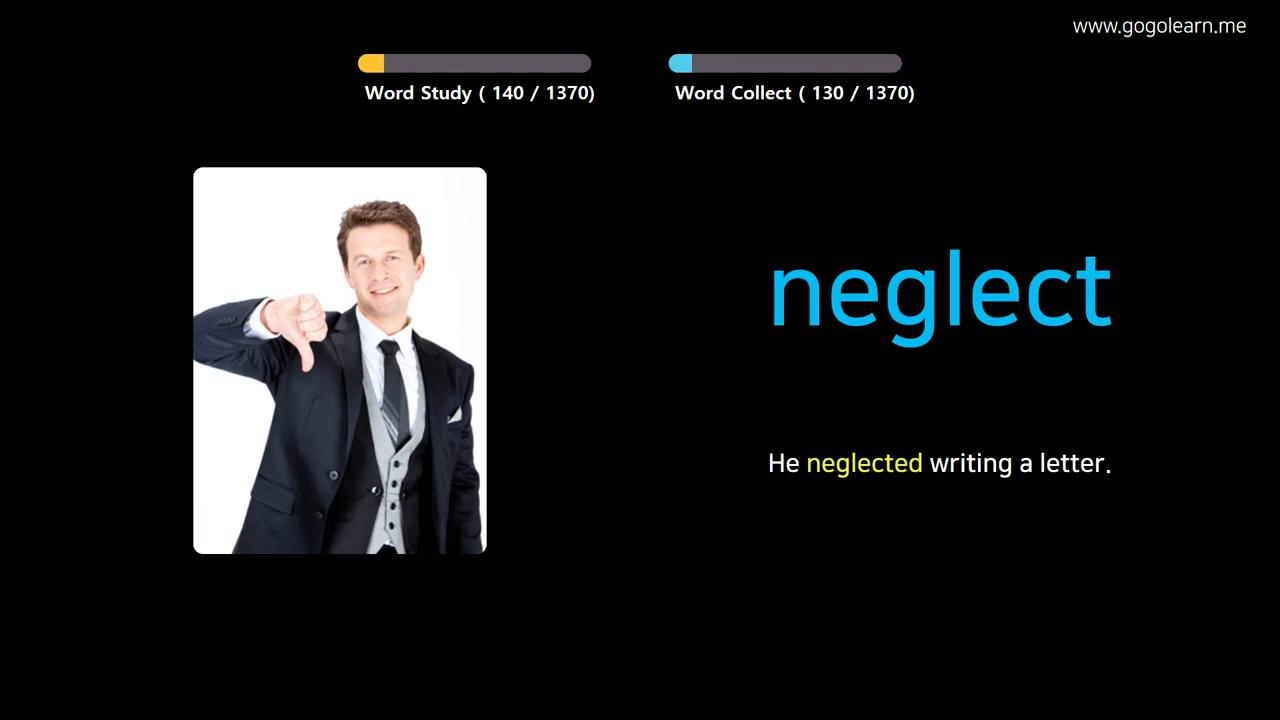 www.gogolearn.me
Word Study ( 140 / 1370)
Word Collect ( 130 / 1370)
neglect
He neglected writing a letter.